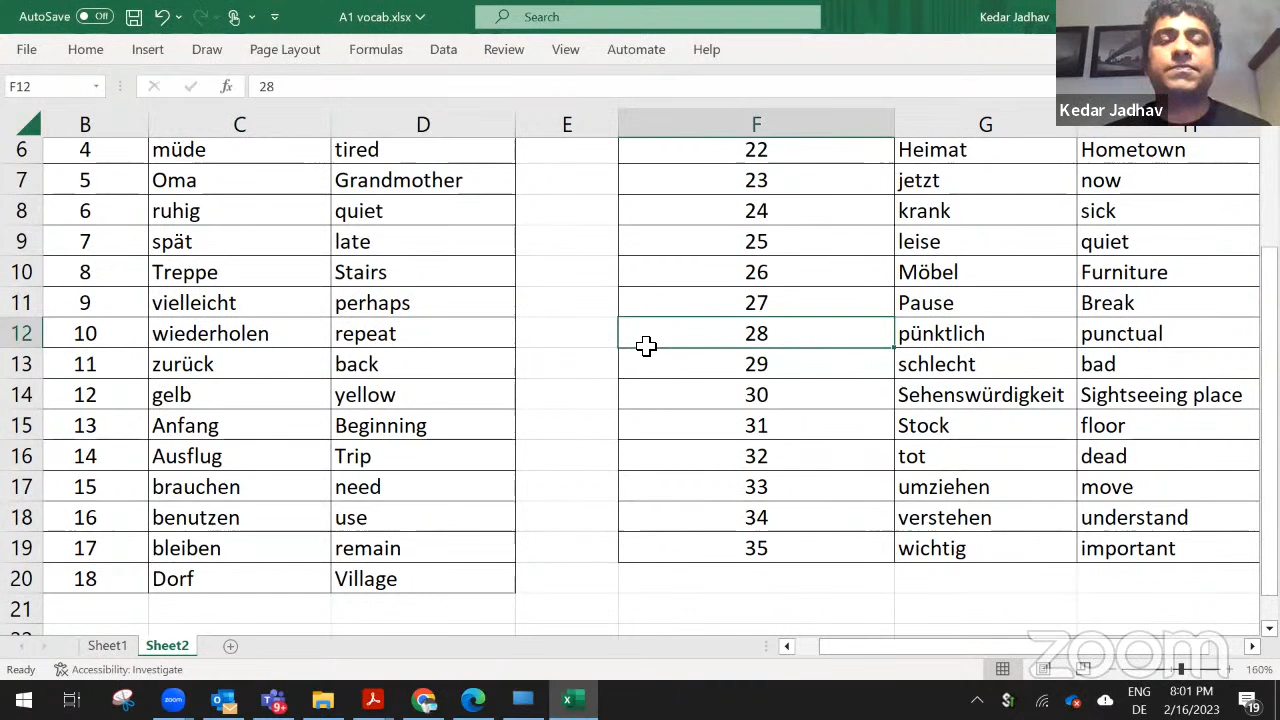 AutoSave Off A1 vocab.xlsx Search Kedar Jadhav
File Home Insert Draw Page Layout Formulas Data Review View Automate Help
F12 fx 28
Kedar Jadhav
B C D E F G H
6 4 müde tired 22 Heimat Hometown
7 5 Oma Grandmother 23 jetzt now
8 6 ruhig quiet 24 krank sick
9 7 spät late 25 leise quiet
10 8 Treppe Stairs 26 Möbel Furniture
11 9 vielleicht perhaps 27 Pause Break
12 10 wiederholen repeat 28 pünktlich punctual
13 11 zurück back 29 schlecht bad
14 12 gelb yellow 30 Sehenswürdigkeit Sightseeing place
15 13 Anfang Beginning 31 Stock floor
16 14 Ausflug Trip 32 tot dead
17 15 brauchen need 33 umziehen move
18 16 benutzen use 34 verstehen understand
19 17 bleiben remain 35 wichtig important
20 18 Dorf Village
21
Sheet1 Sheet2
zoom
Ready Accessibility: Investigate 160%
zoom 9+ ENG 8:01 PM
DE 2/16/2023 19